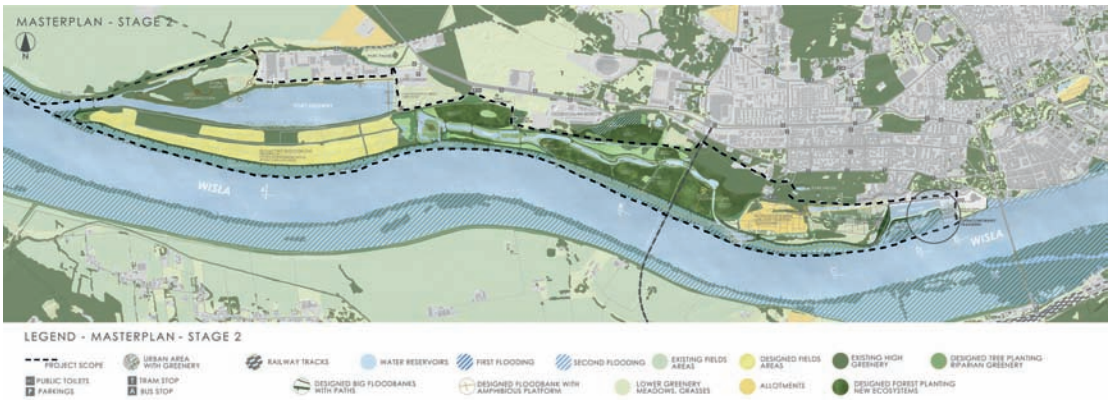 MASTERPLAN - STAGE 2
N
WISŁA
WISŁA
LEGEND - MASTERPLAN - STAGE 2
PROJECT SCOPE
URBAN AREA
WITH GREENERY
RAILWAY TRACKS
WATER RESERVOIRS
FIRST FLOODING
SECOND FLOODING
EXISTING FIELDS
AREAS
DESIGNED FIELDS
AREAS
EXISTING HIGH
GREENERY
DESIGNED TREE PLANTING
RIPARIAN GREENERY
PUBLIC TOILETS
P PARKINGS
T TRAM STOP
A BUS STOP
DESIGNED BIG FLOODBANKS
WITH PATHS
DESIGNED FLOODBANK WITH
AMPHIBIOUS PLATFORM
LOWER GREENERY
MEADOWS, GRASSES
ALLOTMENTS
DESIGNED FOREST PLANTING
NEW ECOSYSTEMS